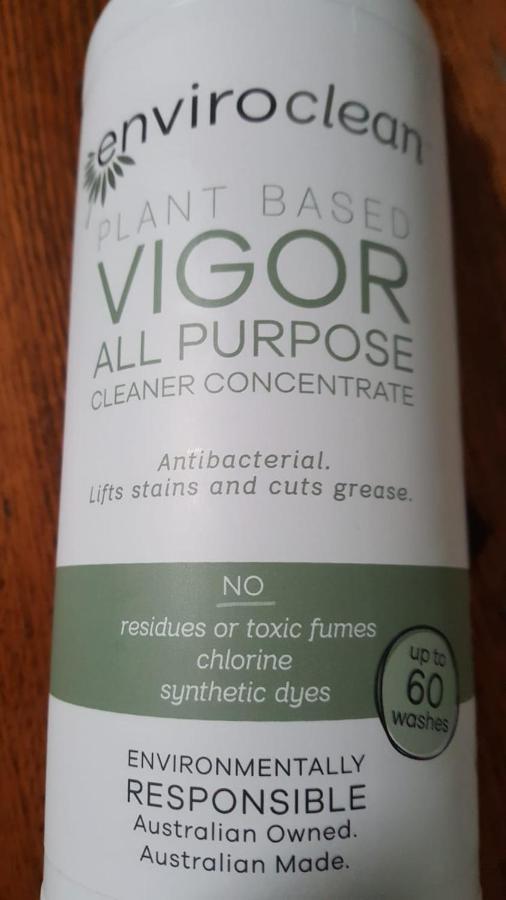 enviroclean
PLANT BASED
VIGOR
ALL PURPOSE
CLEANER CONCENTRATE
Antibacterial.
Lifts stains and cuts grease.
NO
residues or toxic fumes
chlorine
synthetic dyes
up to
60
washes
ENVIRONMENTALLY
RESPONSIBLE
Australian Owned.
Australian Made.